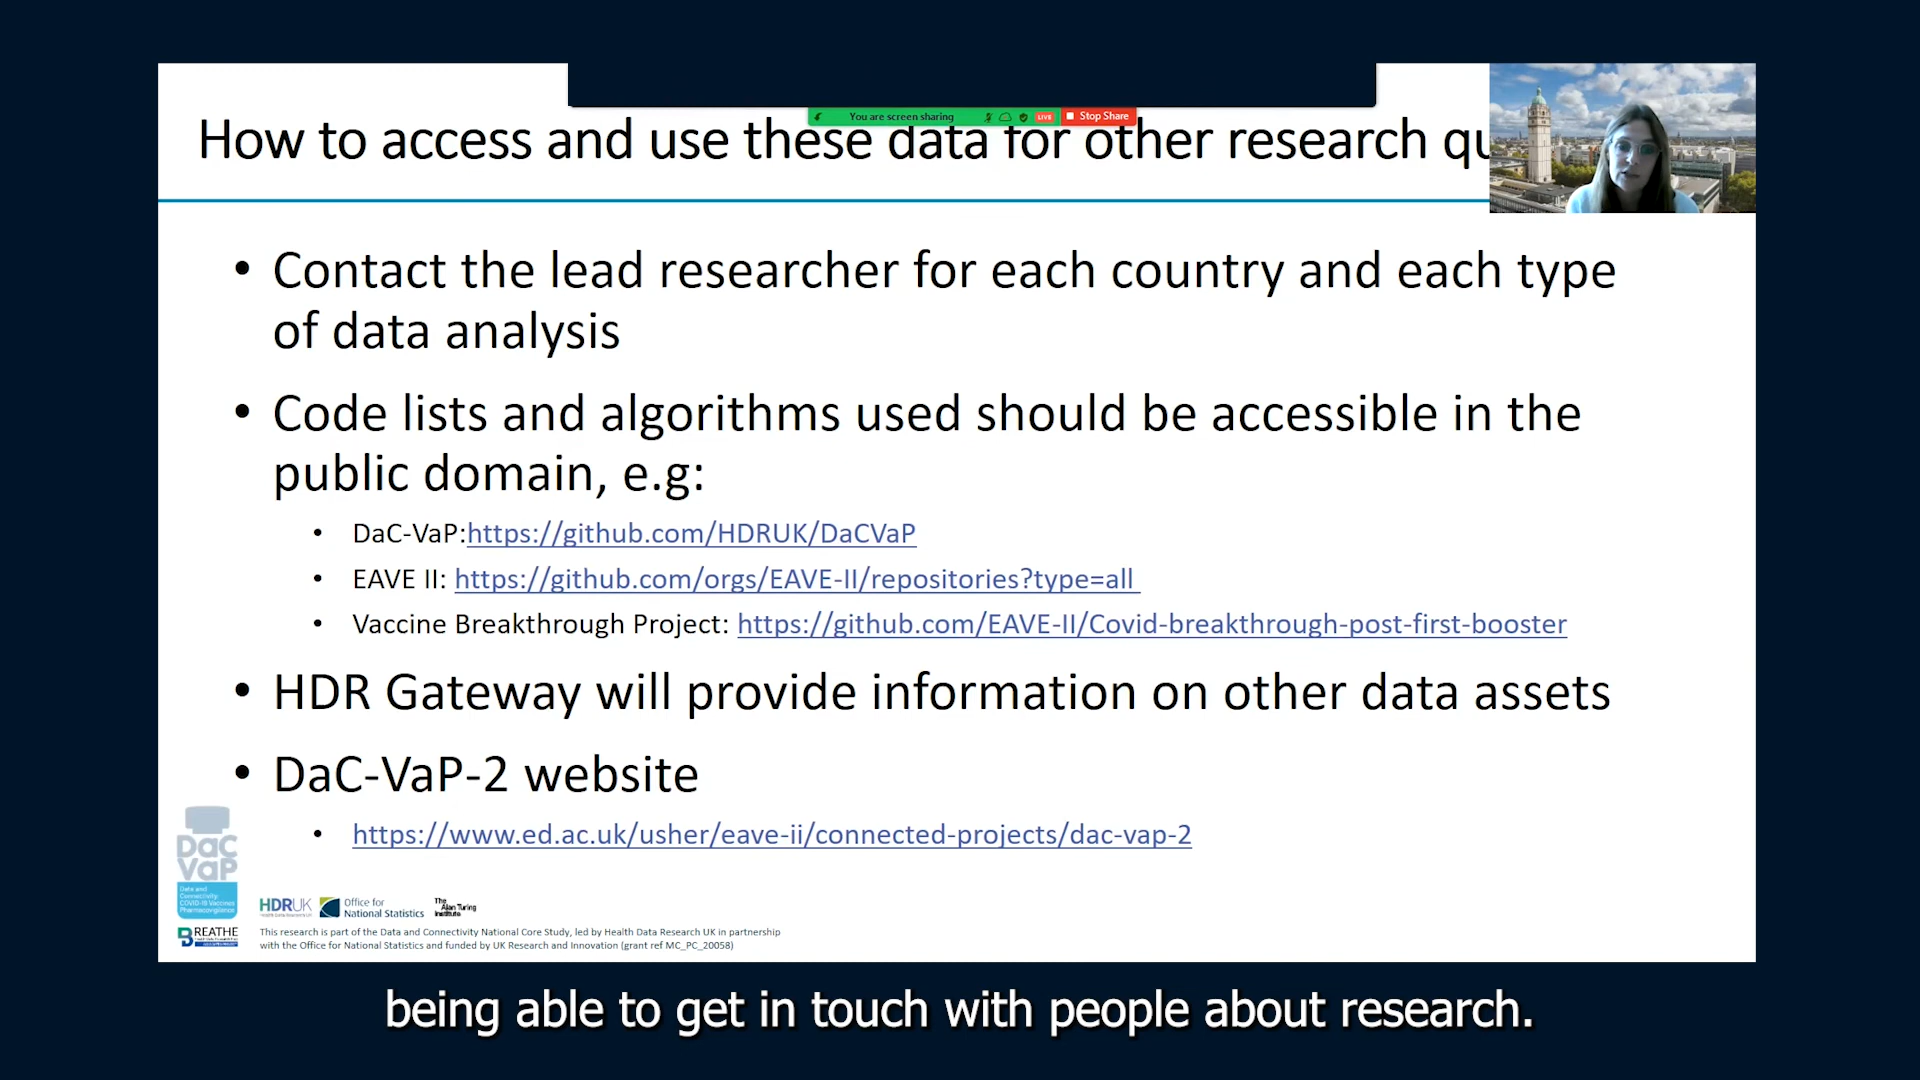 You are screen sharing
LIVE
Stop Share
How to access and use these data for other research qu
• Contact the lead researcher for each country and each type
of data analysis
• Code lists and algorithms used should be accessible in the
public domain, e.g:
• DaC-VaP:https://github.com/HDRUK/DaCVaP
• EAVE II: https://github.com/orgs/EAVE-II/repositories?type=all
• Vaccine Breakthrough Project: https://github.com/EAVE-II/Covid-breakthrough-post-first-booster
• HDR Gateway will provide information on other data assets
• DaC-VaP-2 website
• https://www.ed.ac.uk/usher/eave-ii/connected-projects/dac-vap-2
DaC
VaP
Data and
Connectivity:
COVID-19 Vaccines
Pharmacovigilance
BREATHE
HDRUK
Office for
National Statistics
The
Alan Turing
Institute
This research is part of the Data and Connectivity National Core Study, led by Health Data Research UK in partnership
with the Office for National Statistics and funded by UK Research and Innovation (grant ref MC_PC_20058)
being able to get in touch with people about research.